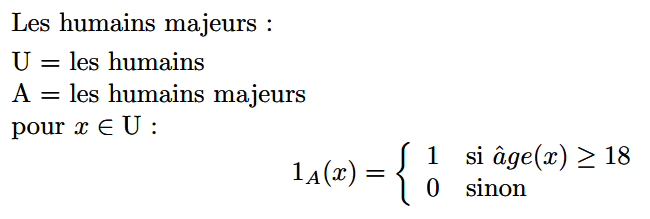 Les humains majeurs :
U = les humains
A = les humains majeurs
pour x ∈ U :
1_A(x) = { 1 si âge(x) ≥ 18
0 sinon